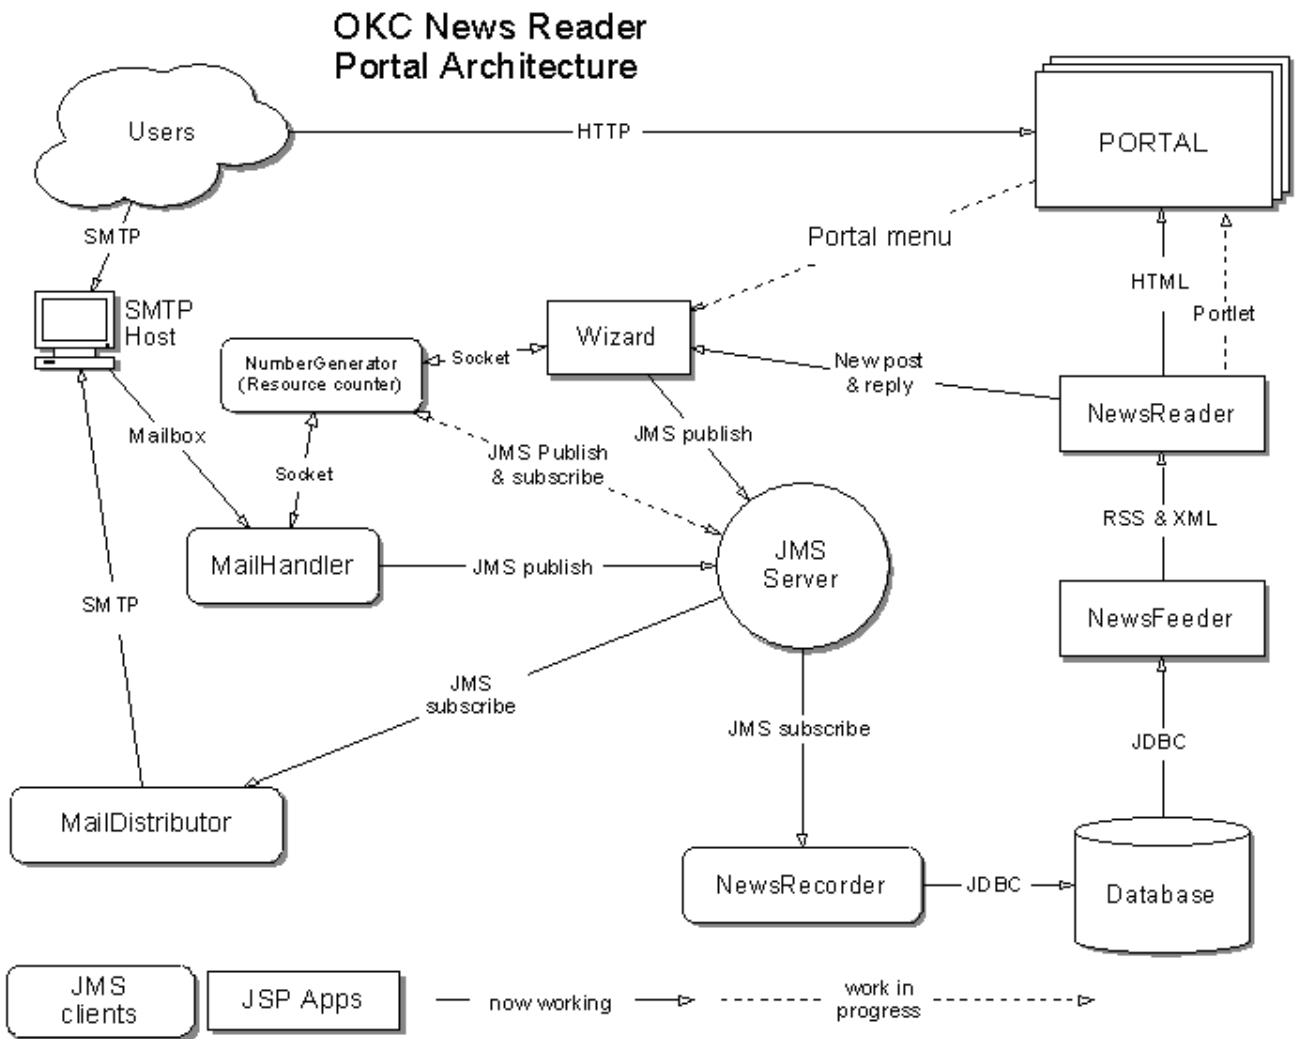 OKC News Reader
Portal Architecture
Users
HTTP
PORTAL
SMTP
Portal menu
HTML
Portlet
SMTP
Host
NumberGenerator
(Resource counter)
Socket
Wizard
New post
& reply
NewsReader
Mailbox
JMS publish
JMS Publish
& subscribe
Socket
RSS & XML
MailHandler
JMS publish
JMS
Server
SMTP
NewsFeeder
JMS
subscribe
JMS subscribe
JDBC
MailDistributor
NewsRecorder
JDBC
Database
JMS
clients
JSP Apps
now working
work in
progress